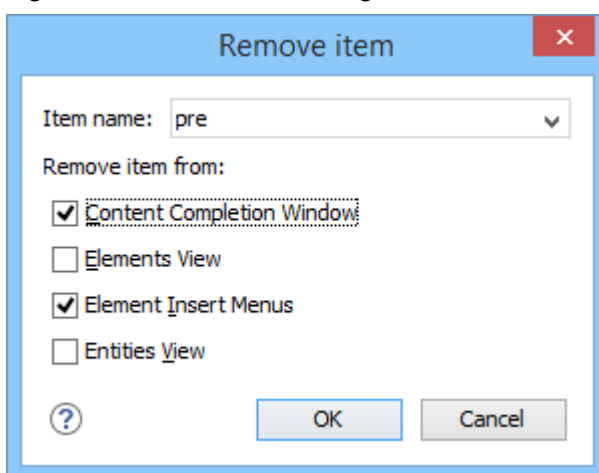 Remove item
Item name: pre
Remove item from:
Content Completion Window
Elements View
Element Insert Menus
Entities View
? OK Cancel